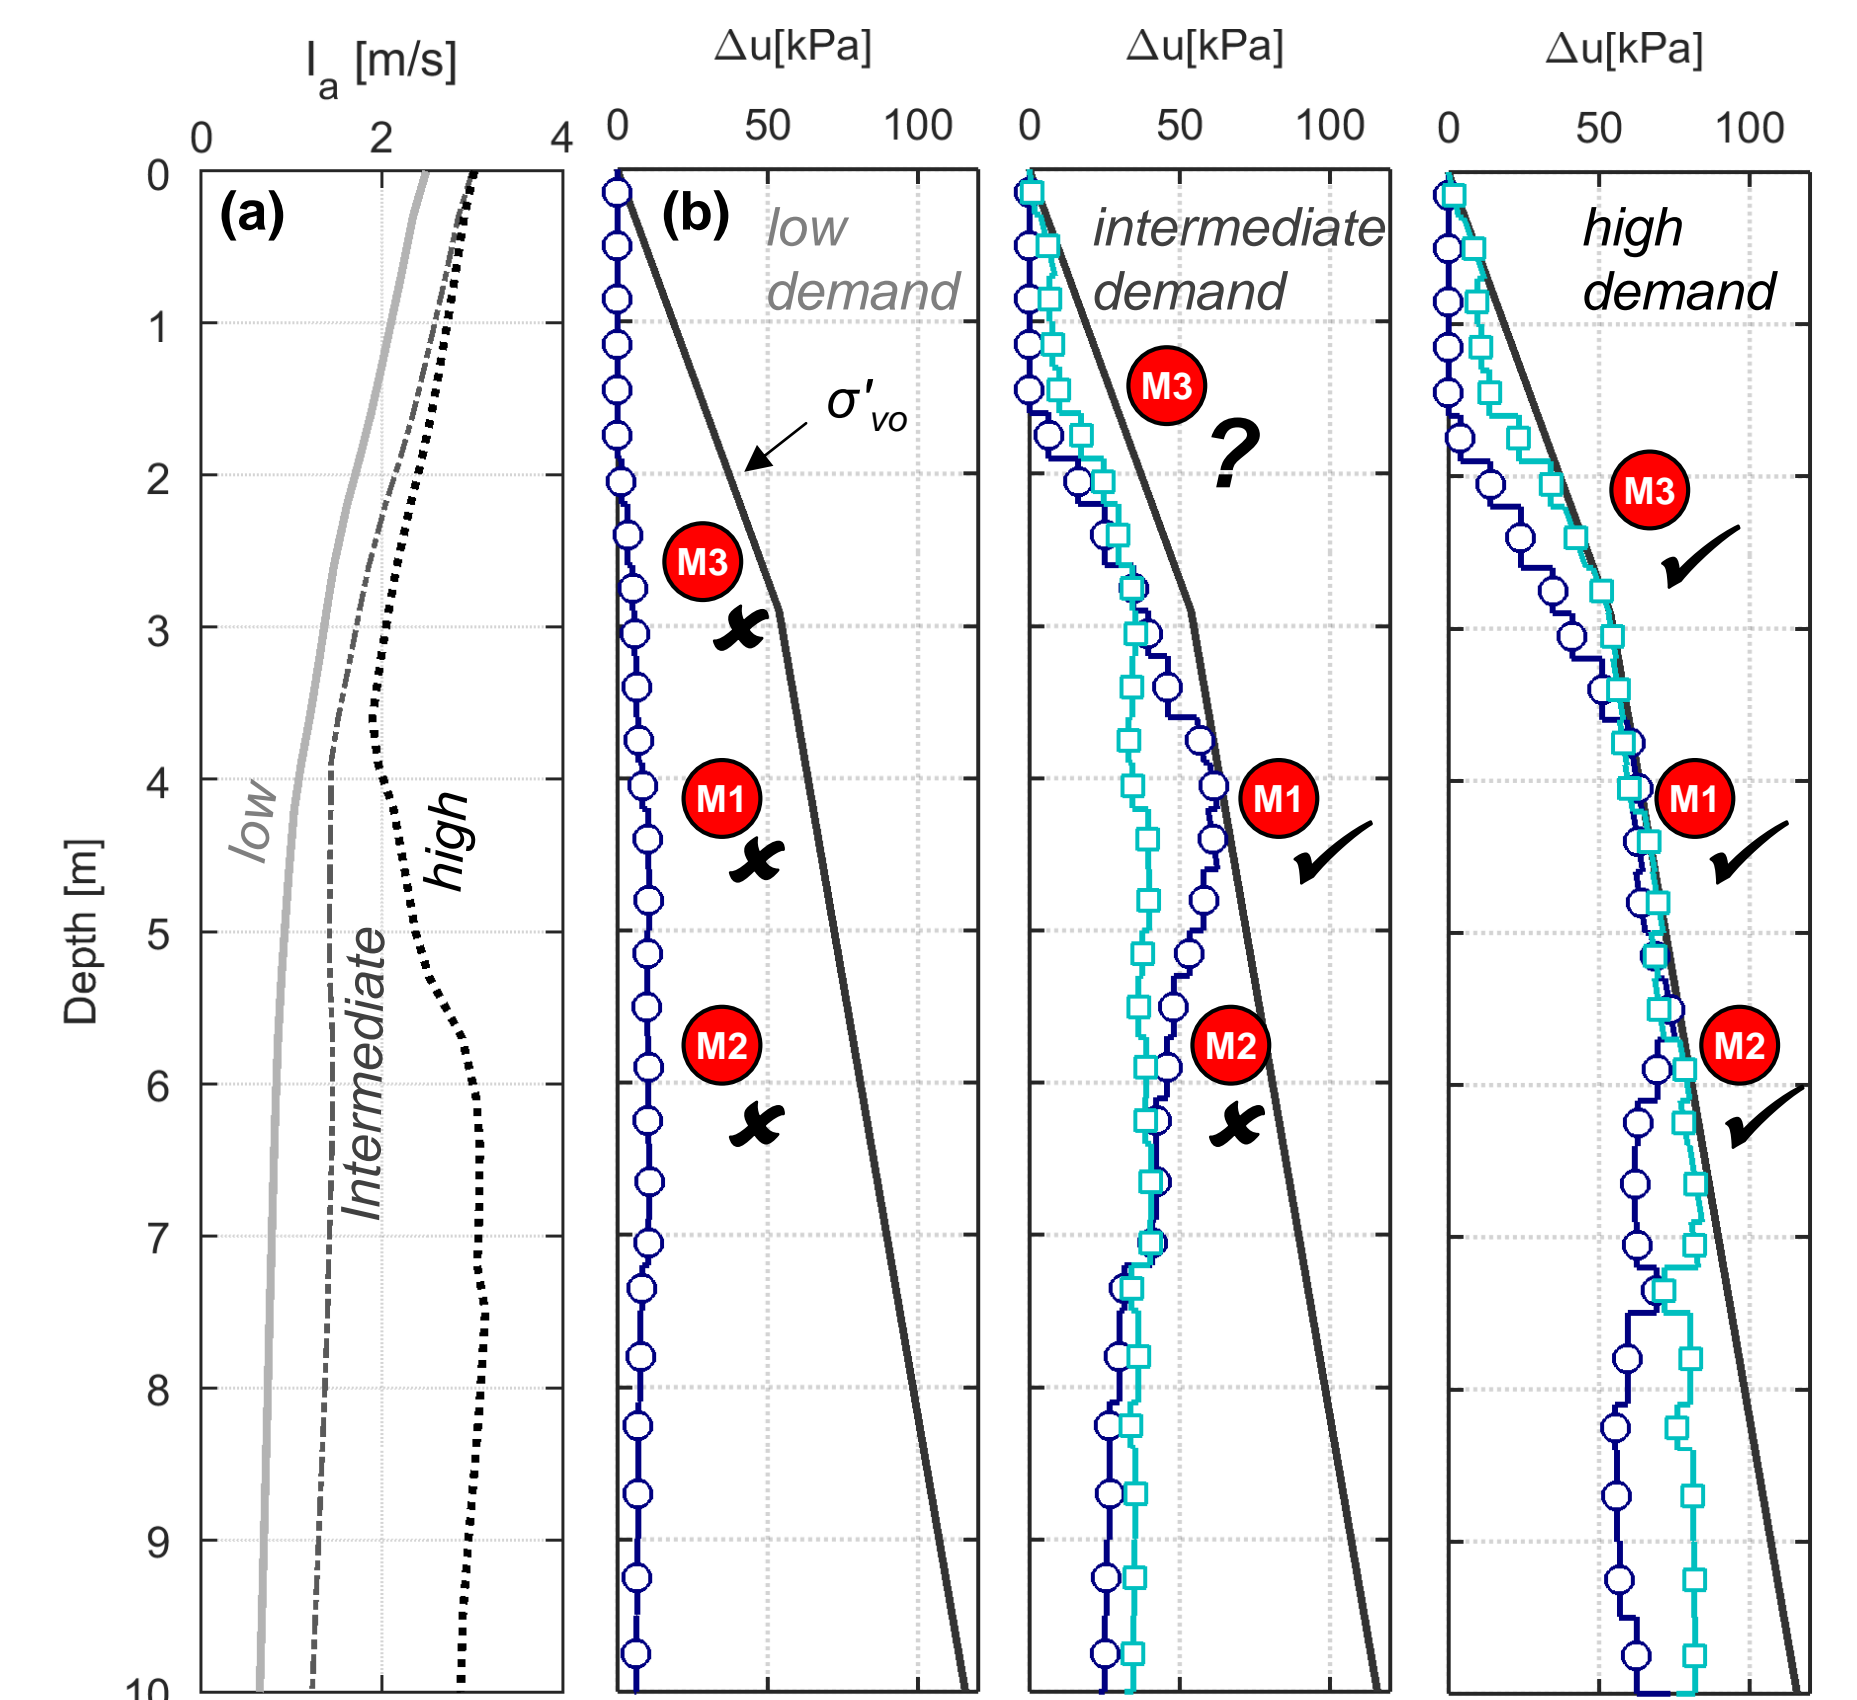 I_a [m/s]
Δu[kPa]
Δu[kPa]
Δu[kPa]
0 2 4
0 50 100
0 50 100
0 50 100
Depth [m]
0
1
2
3
4
5
6
7
8
9
10
(a)
low
Intermediate
high
(b)
low
demand
σ'vo
M3
✘
M1
✘
M2
✘
intermediate
demand
M3
?
M1
✓
M2
✘
high
demand
M3
✓
M1
✓
M2
✓